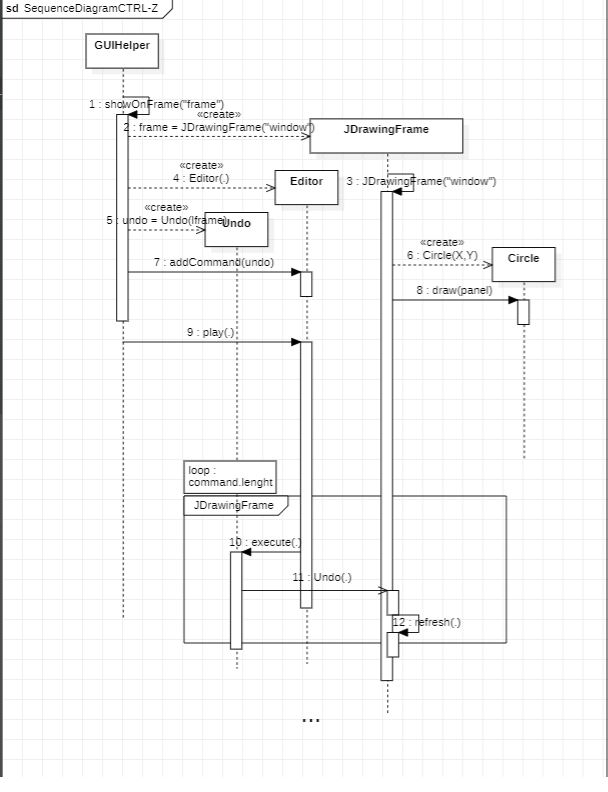 sd SequenceDiagramCTRL-Z
GUIHelper
1 : showOnFrame("frame")
«create»
2 : frame = JDrawingFrame("window")
JDrawingFrame
«create»
4 : Editor(.)
Editor
3 : JDrawingFrame("window")
«create»
5 : undo = Undo(Iframe)
Undo
«create»
6 : Circle(X,Y)
Circle
7 : addCommand(undo)
8 : draw(panel)
9 : play(.)
loop :
command.lenght
JDrawingFrame
10 : execute(.)
11 : Undo(.)
12 : refresh(.)
...